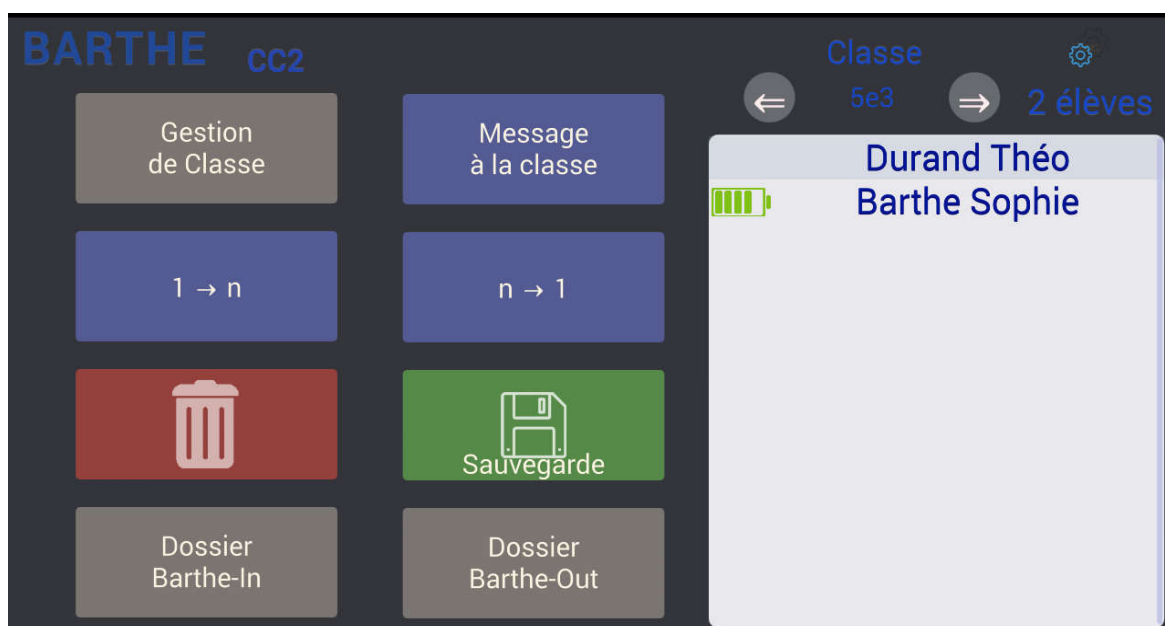 BARTHE CC2
Gestion
de Classe
Message
à la classe
1 → n
n → 1
Sauvegarde
Dossier
Barthe-In
Dossier
Barthe-Out
Classe
⇐ 5e3 ⇒ 2 élèves
Durand Théo
Barthe Sophie